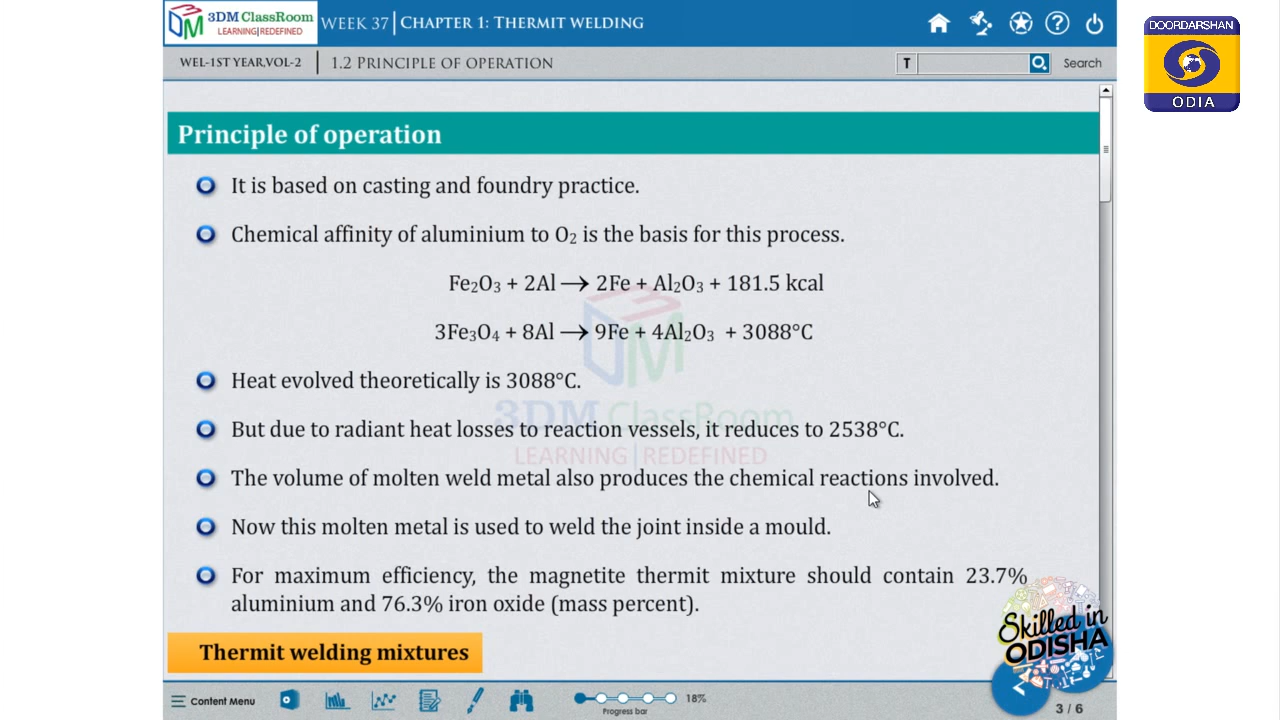 3DM ClassRoom
LEARNING|REDEFINED
WEEK 37 | CHAPTER 1: THERMIT WELDING
WEL-1ST YEAR,VOL-2 | 1.2 PRINCIPLE OF OPERATION
T
Search
DOORDARSHAN
ODIA
Principle of operation
It is based on casting and foundry practice.
Chemical affinity of aluminium to O₂ is the basis for this process.
Fe₂O₃ + 2Al → 2Fe + Al₂O₃ + 181.5 kcal
3Fe₃O₄ + 8Al → 9Fe + 4Al₂O₃ + 3088°C
Heat evolved theoretically is 3088°C.
3DM ClassRoom
But due to radiant heat losses to reaction vessels, it reduces to 2538°C.
LEARNING|REDEFINED
The volume of molten weld metal also produces the chemical reactions involved.
Now this molten metal is used to weld the joint inside a mould.
For maximum efficiency, the magnetite thermit mixture should contain 23.7%
aluminium and 76.3% iron oxide (mass percent).
Skilled in
ODISHA
Thermit welding mixtures
Content Menu
18%
Progress bar
3 / 6